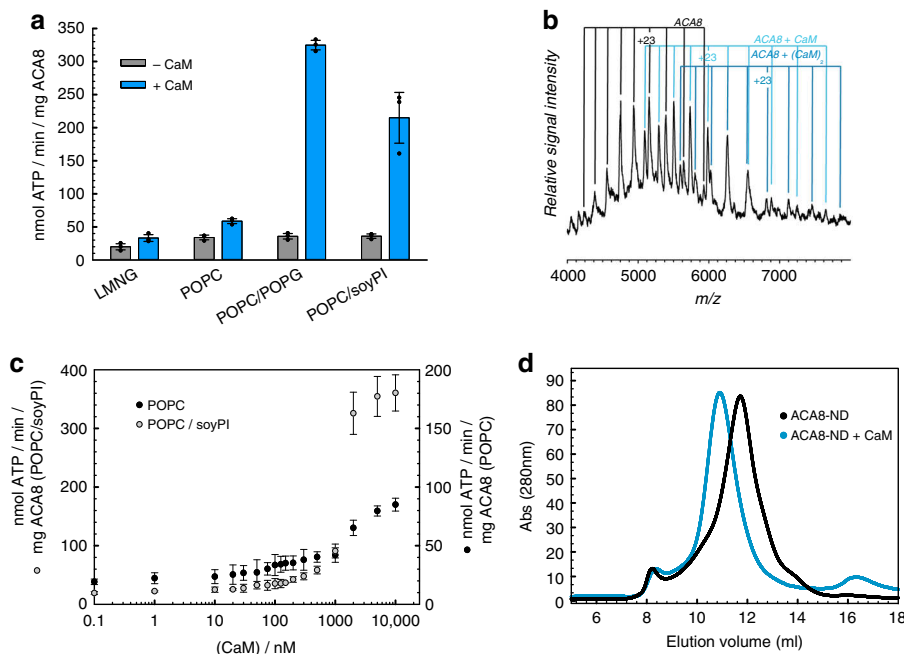 a
nmol ATP / min / mg ACA8
350
300
250
200
150
100
50
0
– CaM
+ CaM
LMNG
POPC
POPC/POPG
POPC/soyPI
b
Relative signal intensity
ACA8
+23
ACA8 + CaM
+23
ACA8 + (CaM)₂
+23
4000
5000
6000
7000
m/z
c
nmol ATP / min /
mg ACA8 (POPC/soyPI)
400
300
200
100
0
POPC
POPC / soyPI
200
150
100
50
0
nmol ATP / min /
mg ACA8 (POPC)
0.1
1
10
100
1000
10,000
(CaM) / nM
d
Abs (280nm)
90
80
70
60
50
40
30
20
10
0
ACA8-ND
ACA8-ND + CaM
6
8
10
12
14
16
18
Elution volume (ml)